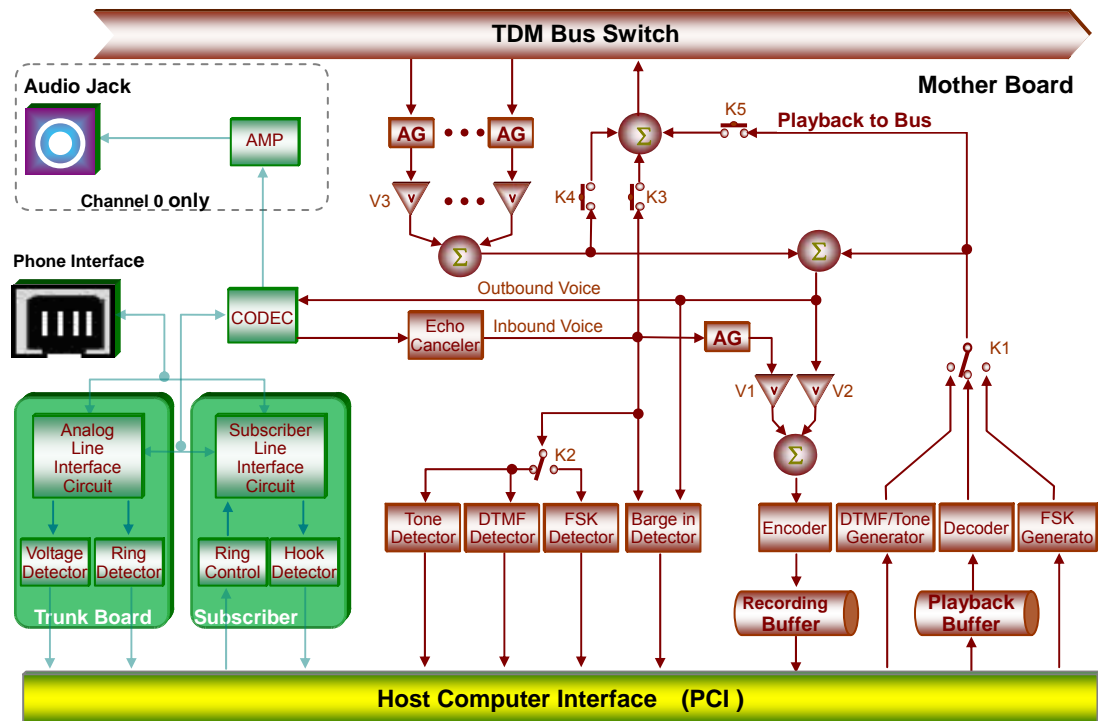 TDM Bus Switch
Mother Board
Audio Jack
AMP
Channel 0 only
AG
AG
K5
Playback to Bus
Σ
V3
v
v
K4
K3
Σ
Σ
Phone Interface
CODEC
Outbound Voice
Echo
Canceler
Inbound Voice
AG
K1
V1
v
v
V2
Analog
Line
Interface
Circuit
Subscriber
Line
Interface
Circuit
K2
Σ
Voltage
Detector
Ring
Detector
Ring
Control
Hook
Detector
Tone
Detector
DTMF
Detector
FSK
Detector
Barge in
Detector
Encoder
DTMF/Tone
Generator
Decoder
FSK
Generato
Trunk Board
Subscriber
Recording
Buffer
Playback
Buffer
Host Computer Interface (PCI )